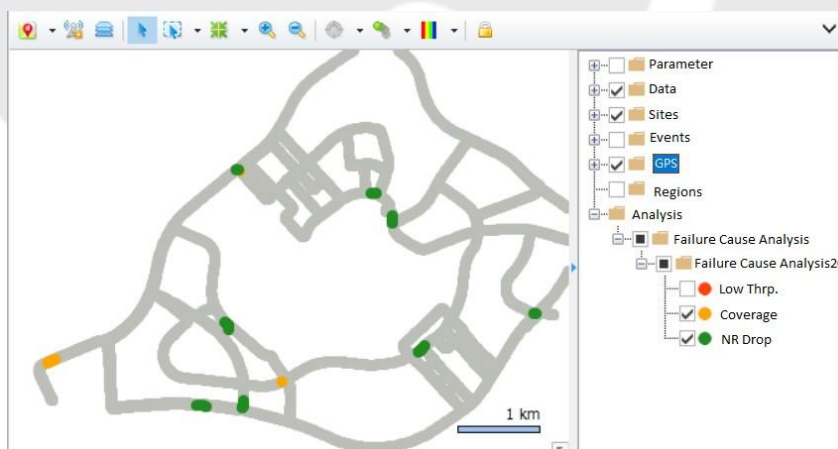 Parameter
Data
Sites
Events
GPS
Regions
Analysis
Failure Cause Analysis
Failure Cause Analysis2
Low Thrp.
Coverage
NR Drop
1 km